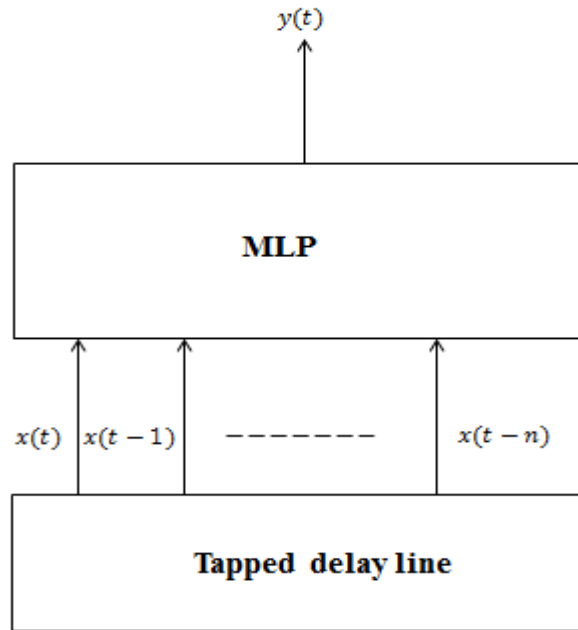 y(t)
MLP
x(t) x(t − 1) ------- x(t − n)
Tapped delay line